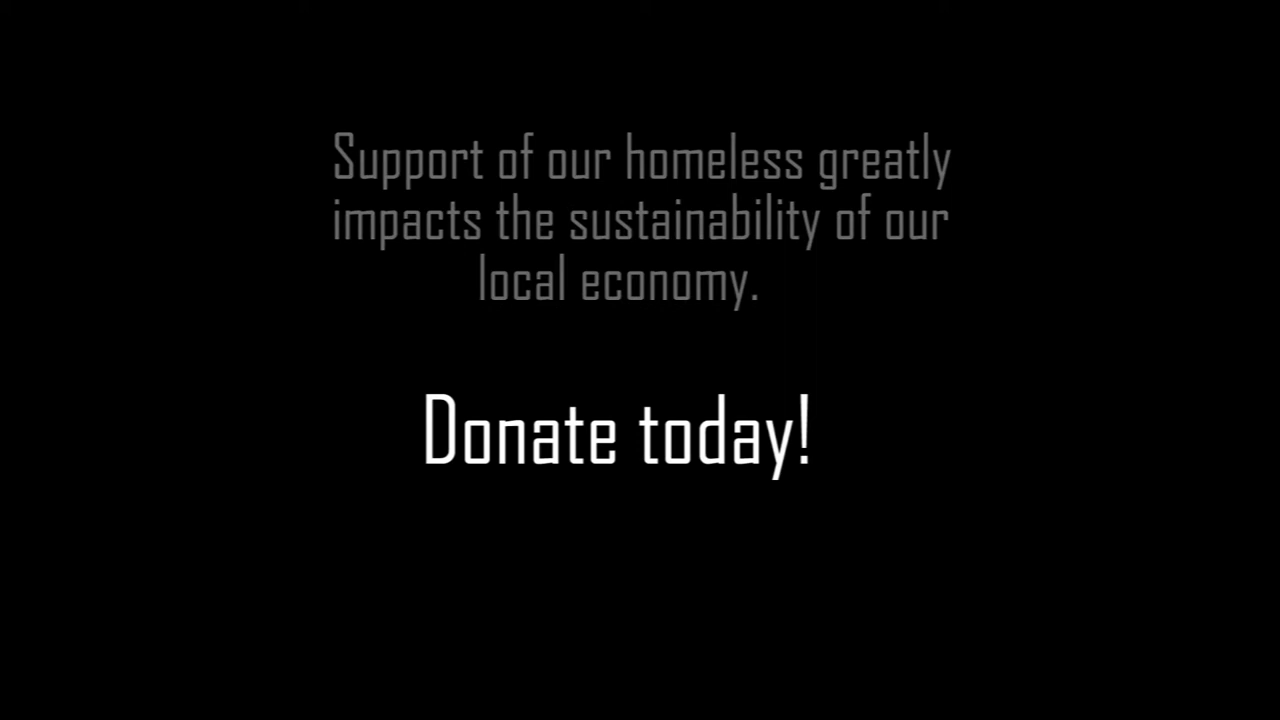 Support of our homeless greatly
impacts the sustainability of our
local economy.
Donate today!